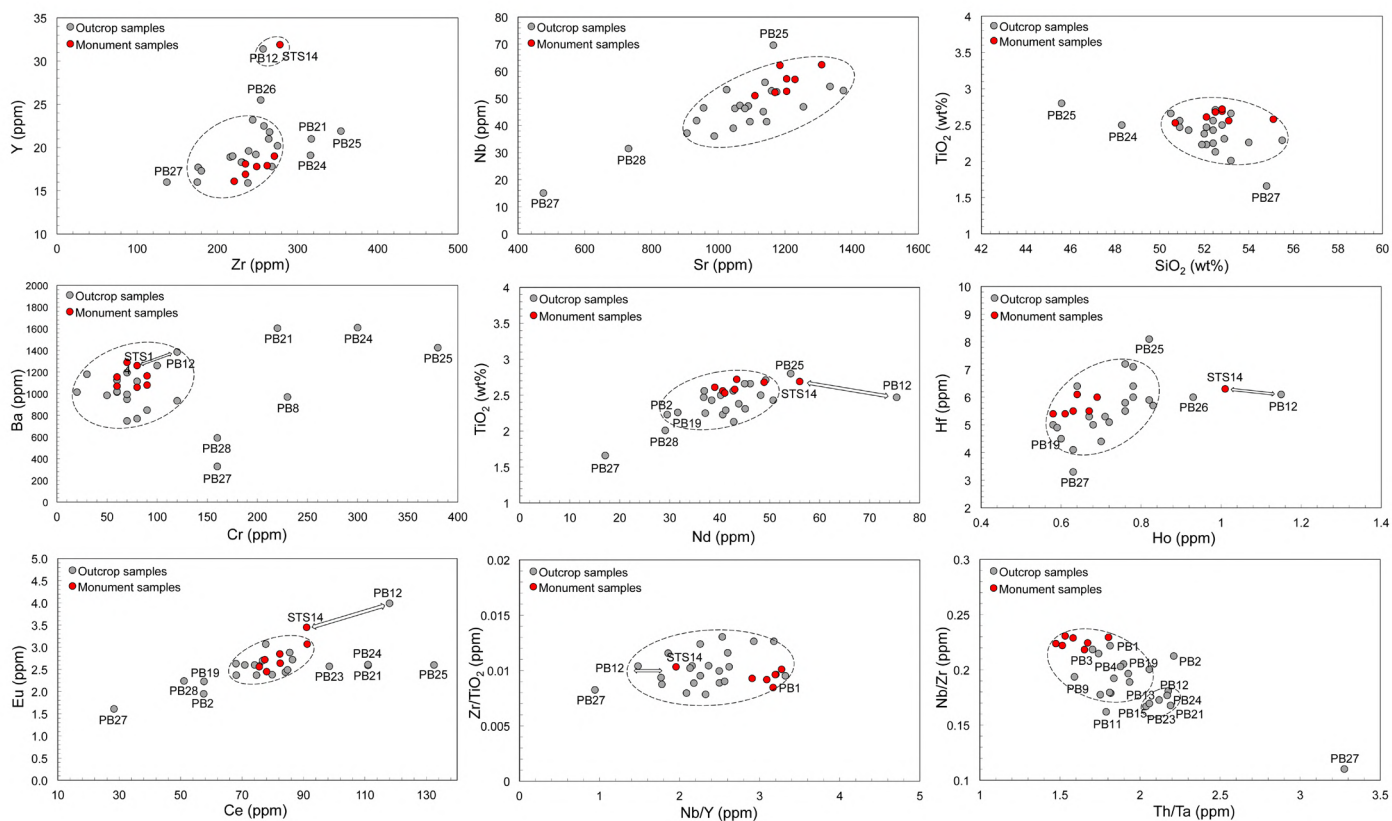 35
30
25
20
15
10
Y (ppm)
Outcrop samples
Monument samples
PB12
STS14
PB26
PB21
PB25
PB24
PB27
0
100
200
300
400
500
Zr (ppm)
80
70
60
50
40
30
20
10
0
Nb (ppm)
Outcrop samples
Monument samples
PB25
PB28
PB27
400
600
800
1000
1200
1400
1600
Sr (ppm)
4
3.5
3
2.5
2
1.5
1
TiO2 (wt%)
Outcrop samples
Monument samples
PB25
PB24
PB27
42
44
46
48
50
52
54
56
58
60
SiO2 (wt%)
2000
1800
1600
1400
1200
1000
800
600
400
200
0
Ba (ppm)
Outcrop samples
Monument samples
STS1
4
PB12
PB21
PB24
PB25
PB8
PB28
PB27
0
50
100
150
200
250
300
350
400
Cr (ppm)
4
3.5
3
2.5
2
1.5
1
TiO2 (wt%)
Outcrop samples
Monument samples
PB25
PB12
STS14
PB2
PB19
PB28
PB27
0
10
20
30
40
50
60
70
80
Nd (ppm)
10
9
8
7
6
5
4
3
2
Hf (ppm)
Outcrop samples
Monument samples
PB25
STS14
PB26
PB12
PB19
PB27
0.4
0.6
0.8
1
1.2
1.4
Ho (ppm)
5.0
4.5
4.0
3.5
3.0
2.5
2.0
1.5
1.0
0.5
0.0
Eu (ppm)
Outcrop samples
Monument samples
PB12
STS14
PB24
PB19
PB28
PB23
PB21
PB25
PB2
PB27
10
30
50
70
90
110
130
Ce (ppm)
0.02
0.015
0.01
0.005
0
Zr/TiO2 (ppm)
Outcrop samples
Monument samples
STS14
PB12
PB27
PB1
0
1
2
3
4
5
Nb/Y (ppm)
0.3
0.25
0.2
0.15
0.1
Nb/Zr (ppm)
Outcrop samples
Monument samples
PB1
PB3
PB4
PB19
PB2
PB9
PB13
PB12
PB24
PB11
PB15
PB23
PB21
PB27
1
1.5
2
2.5
3
3.5
Th/Ta (ppm)